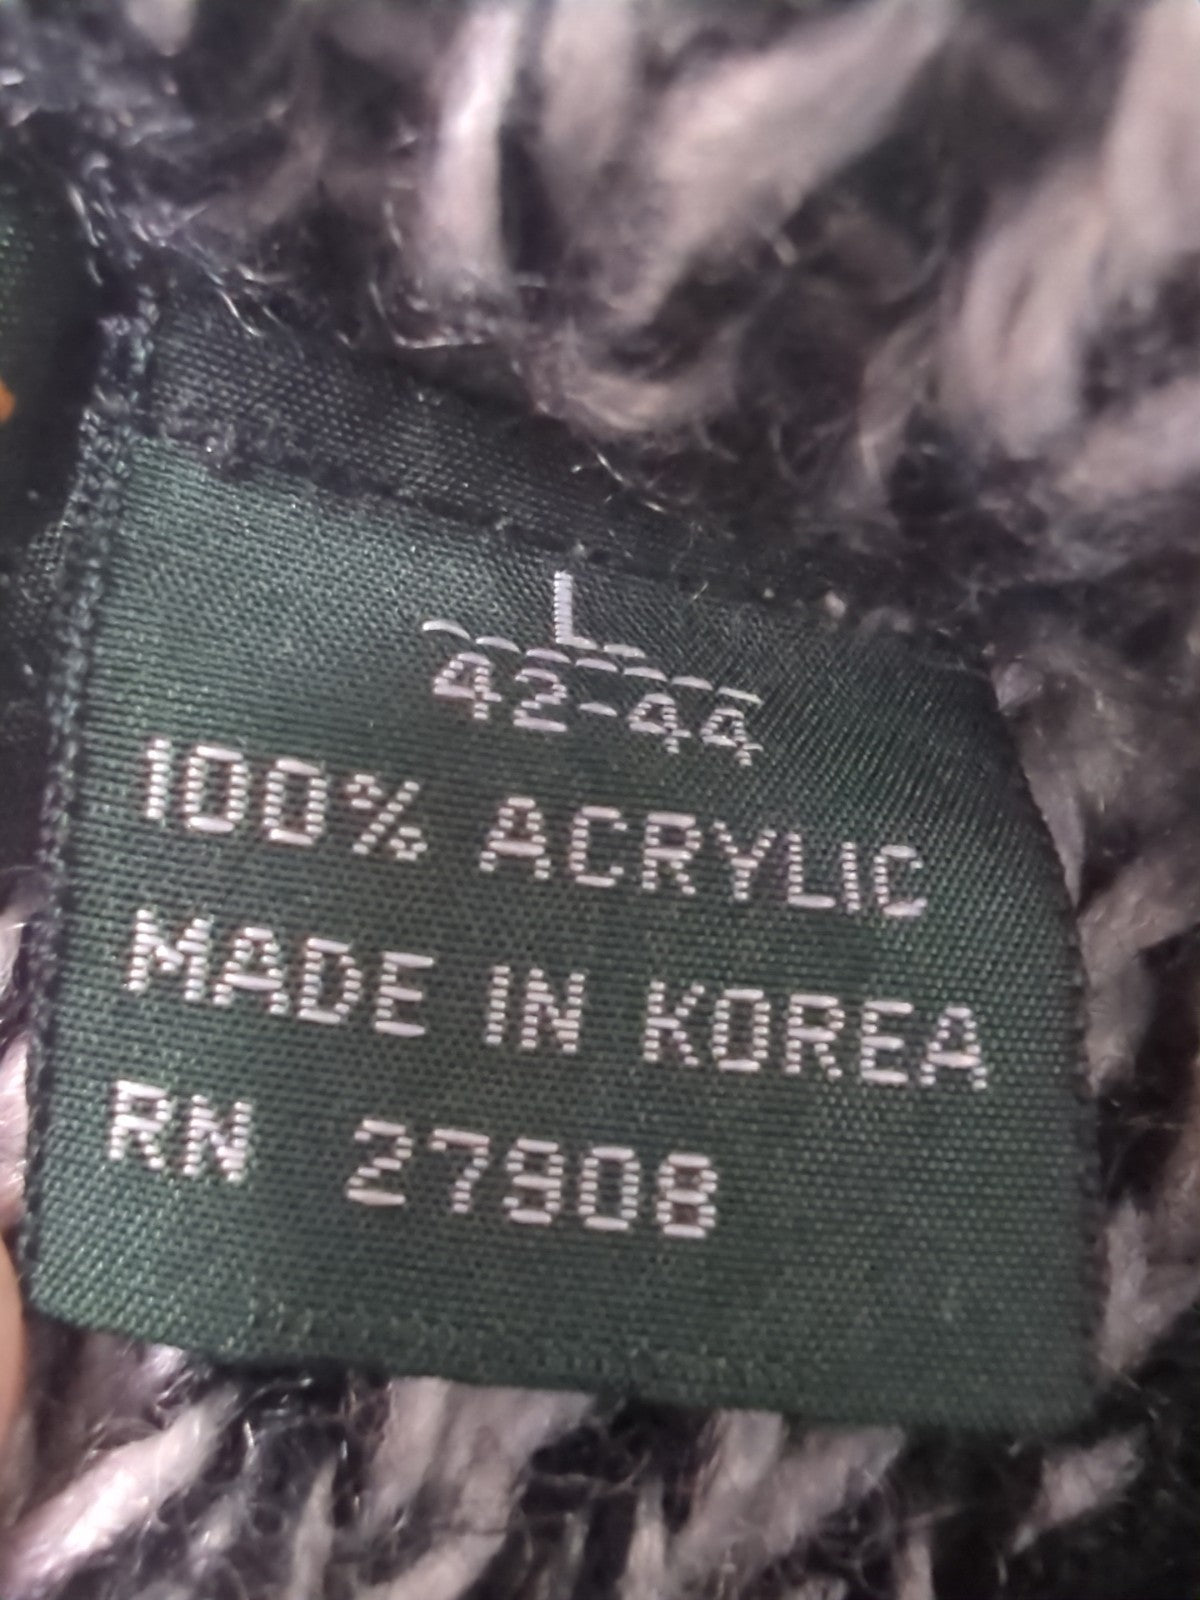 L
42-44
100% ACRYLIC
MADE IN KOREA
RN 27908